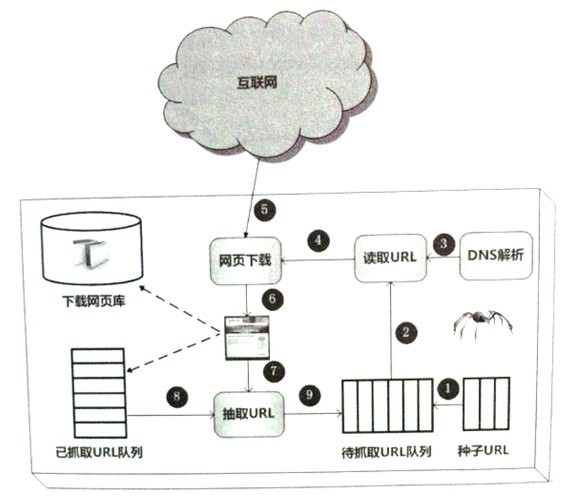 互联网
5
网页下载
4
读取URL
3
DNS解析
下载网页库
6
2
7
8
抽取URL
9
1
已抓取URL队列
待抓取URL队列
种子URL